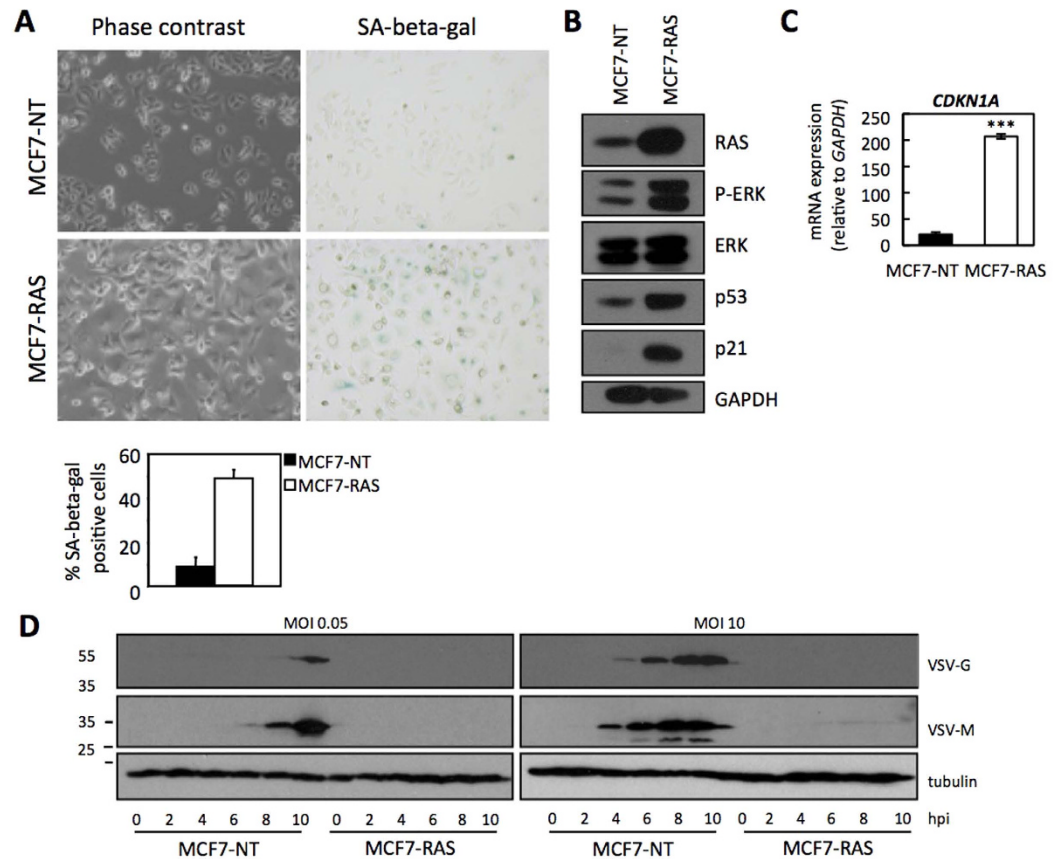 A
Phase contrast
SA-beta-gal
MCF7-NT
MCF7-RAS
60
40
20
0
% SA-beta-gal
positive cells
MCF7-NT
MCF7-RAS
B
MCF7-NT
MCF7-RAS
RAS
P-ERK
ERK
p53
p21
GAPDH
C
CDKN1A
250
200
150
100
50
0
***
mRNA expression
(relative to GAPDH)
MCF7-NT MCF7-RAS
D
MOI 0.05
MOI 10
55
35
VSV-G
35
25
VSV-M
tubulin
0 2 4 6 8 10 0 2 4 6 8 10 0 2 4 6 8 10 0 2 4 6 8 10 hpi
MCF7-NT MCF7-RAS MCF7-NT MCF7-RAS